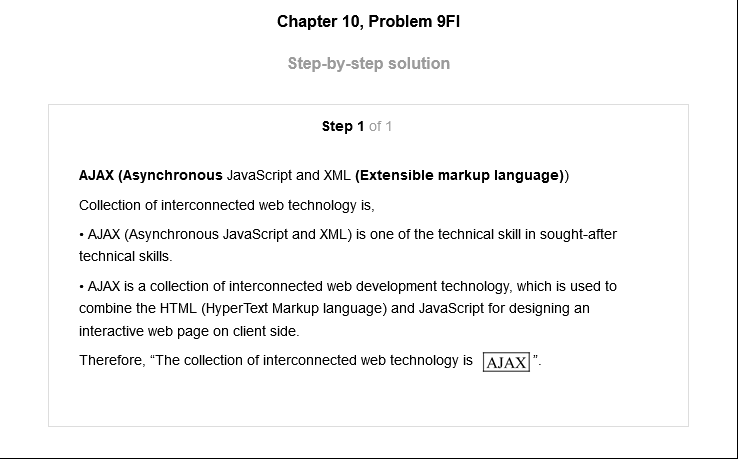 Chapter 10, Problem 9FI
Step-by-step solution
Step 1 of 1
AJAX (Asynchronous JavaScript and XML (Extensible markup language))
Collection of interconnected web technology is,
• AJAX (Asynchronous JavaScript and XML) is one of the technical skill in sought-after
technical skills.
• AJAX is a collection of interconnected web development technology, which is used to
combine the HTML (HyperText Markup language) and JavaScript for designing an
interactive web page on client side.
Therefore, “The collection of interconnected web technology is AJAX”.